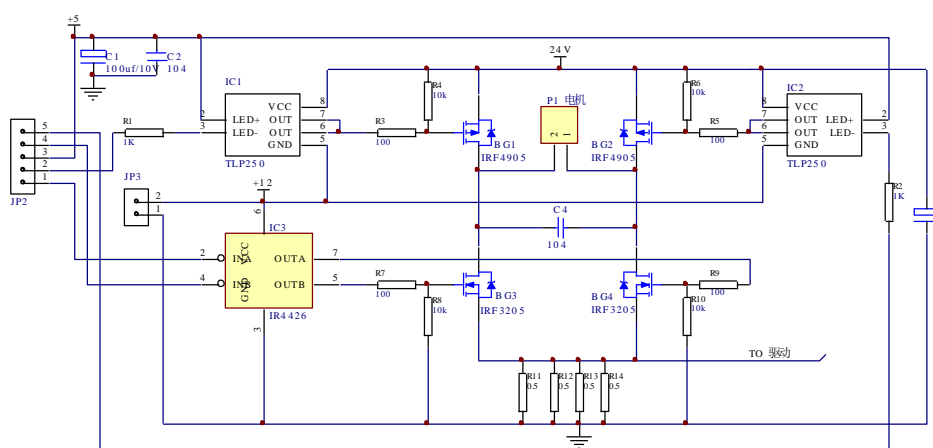 +5
C1
100uf/10V
C2
104
IC1
VCC
LED+
OUT
LED-
OUT
GND
TLP250
2
3
8
7
6
5
R1
1K
R3
100
R4
10k
BG1
IRF4905
24V
P1 电机
2
1
BG2
IRF4905
R6
10k
R5
100
IC2
VCC
OUT
LED+
OUT
LED-
GND
TLP250
8
7
6
5
2
3
R2
1K
5
4
3
2
1
JP2
JP3
2
1
+12
6
IC3
VCC
GND
INA
OUTA
INB
OUTB
IR4426
2
4
7
5
3
C4
104
R7
100
R8
10k
BG3
IRF3205
BG4
IRF3205
R9
100
R10
10k
TO 驱动
R11
0.5
R12
0.5
R13
0.5
R14
0.5